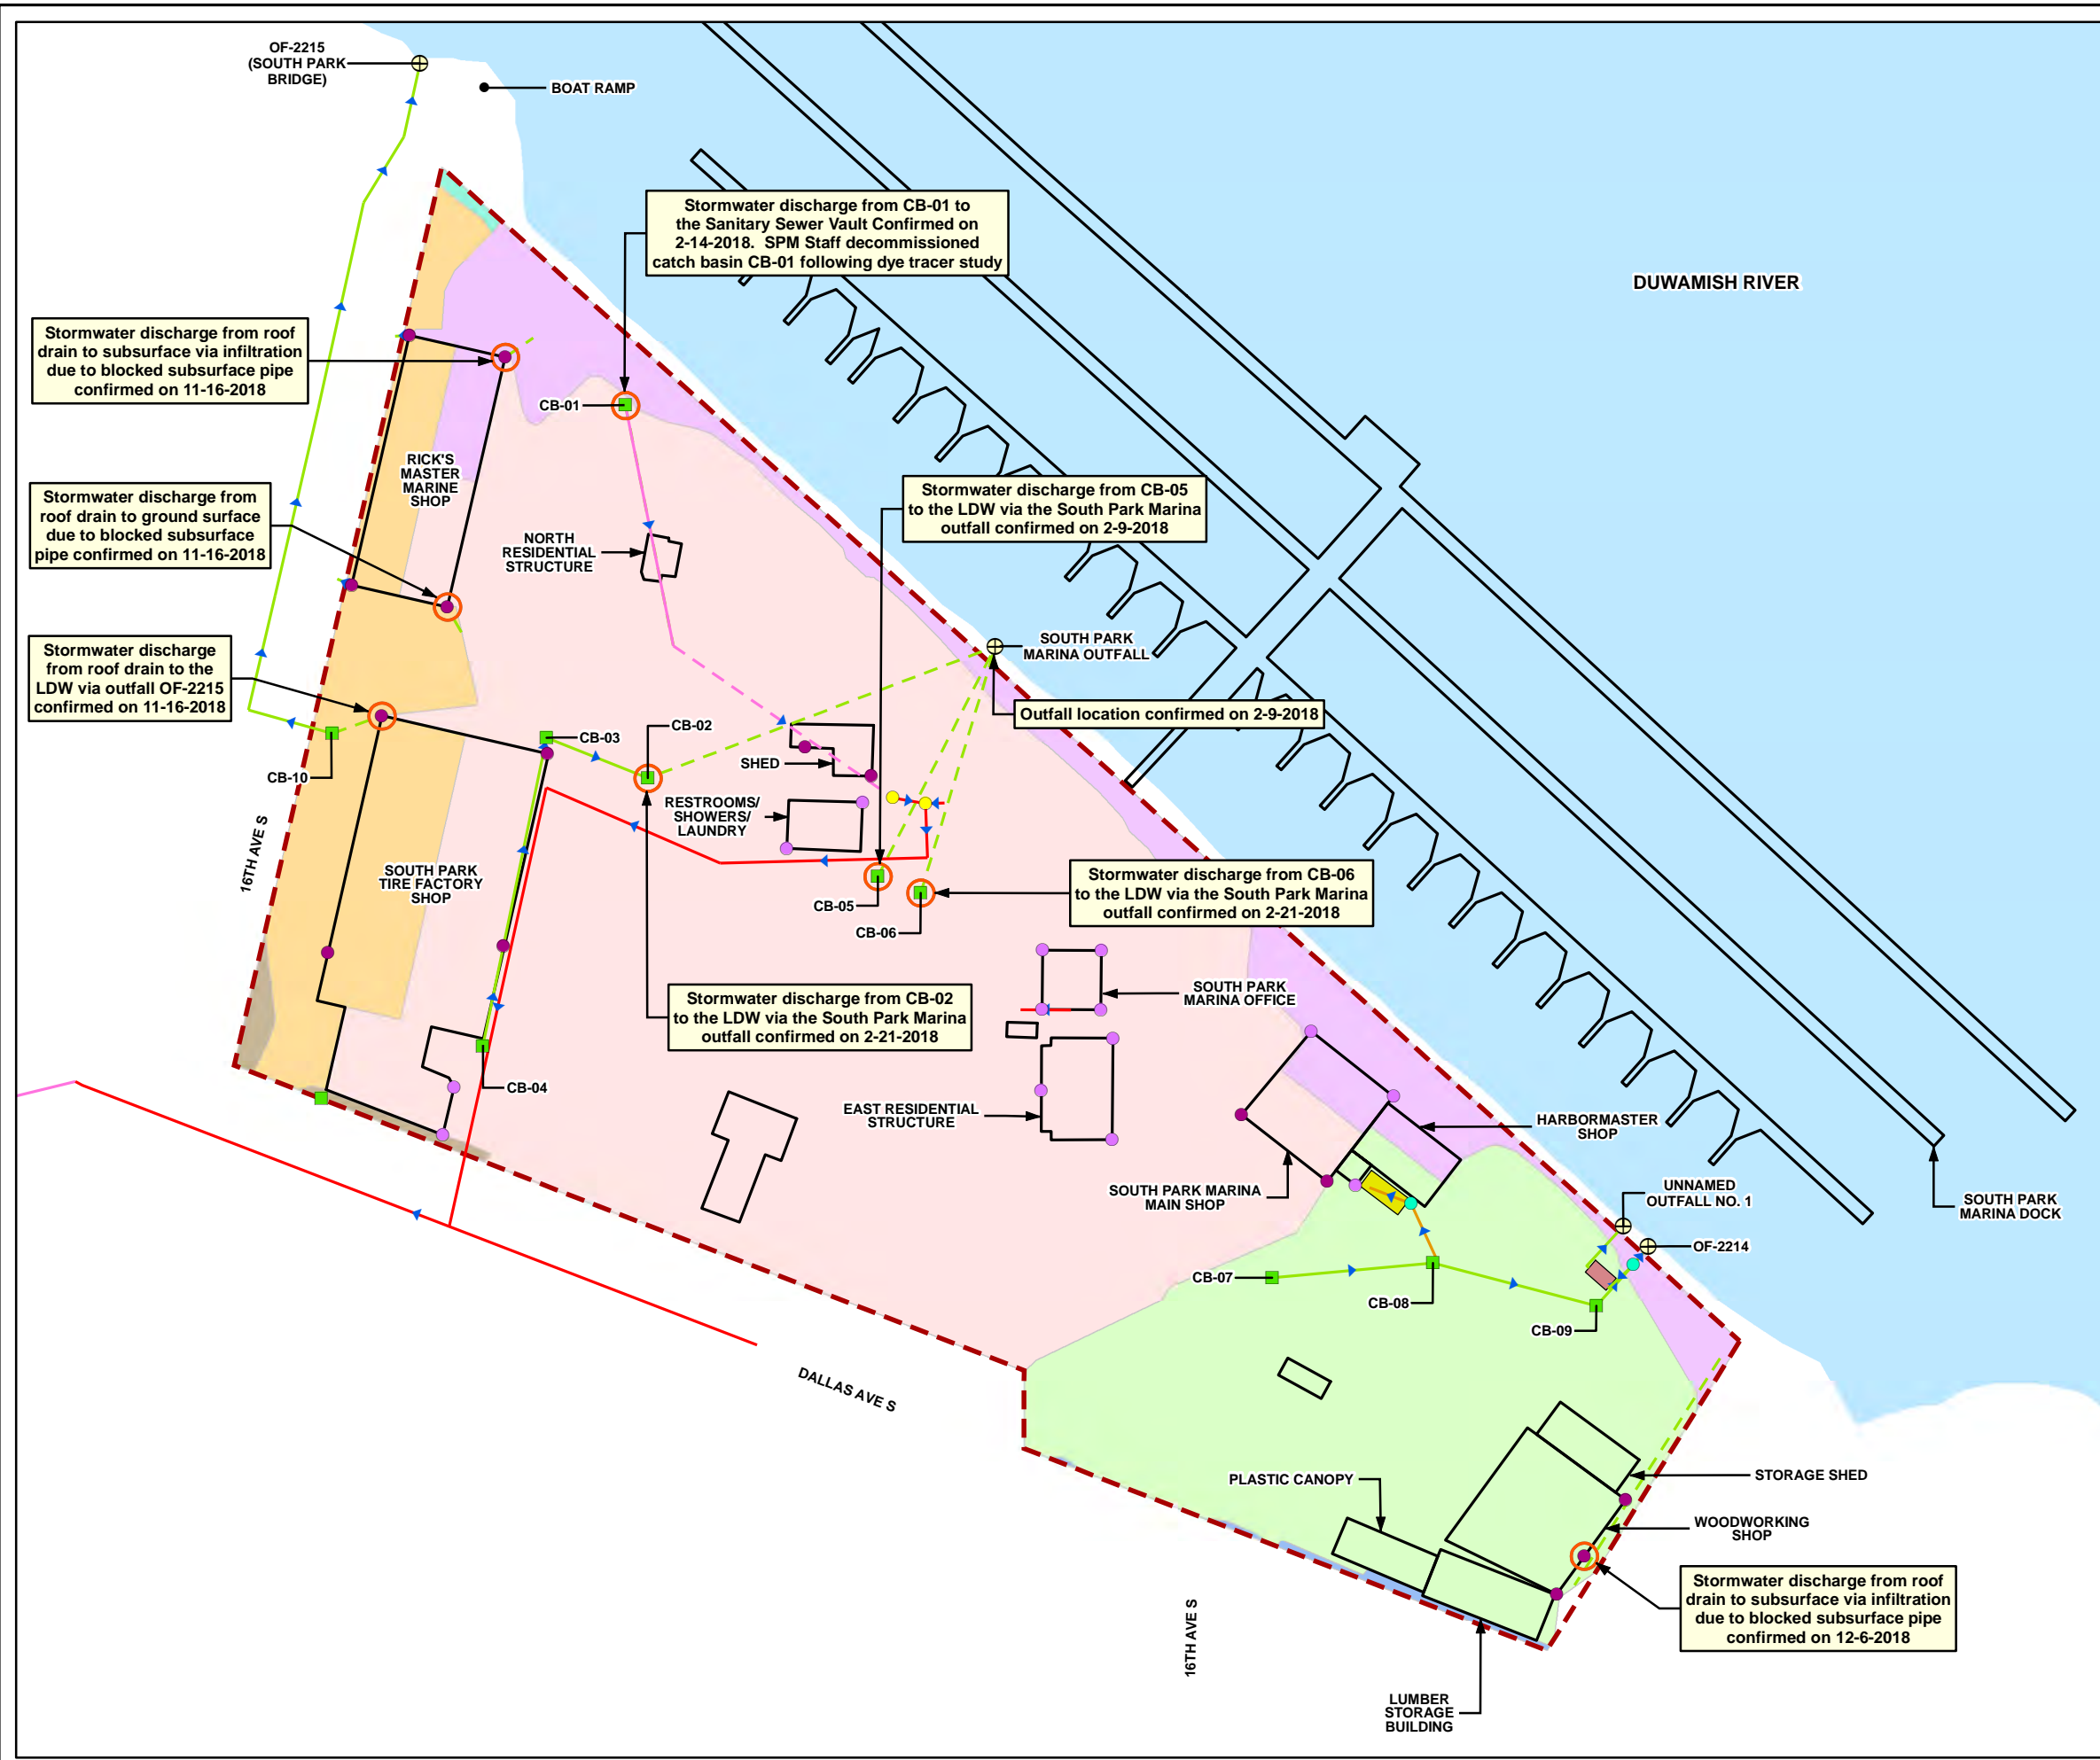 OF-2215
(SOUTH PARK
BRIDGE)
BOAT RAMP
Stormwater discharge from CB-01 to
the Sanitary Sewer Vault Confirmed on
2-14-2018. SPM Staff decommissioned
catch basin CB-01 following dye tracer study
DUWAMISH RIVER
Stormwater discharge from roof
drain to subsurface via infiltration
due to blocked subsurface pipe
confirmed on 11-16-2018
CB-01
RICK'S
MASTER
MARINE
SHOP
Stormwater discharge from
roof drain to ground surface
due to blocked subsurface
pipe confirmed on 11-16-2018
Stormwater discharge from CB-05
to the LDW via the South Park Marina
outfall confirmed on 2-9-2018
NORTH
RESIDENTIAL
STRUCTURE
Stormwater discharge
from roof drain to the
LDW via outfall OF-2215
confirmed on 11-16-2018
SOUTH PARK
MARINA OUTFALL
Outfall location confirmed on 2-9-2018
CB-02
CB-03
CB-10
SHED
RESTROOMS/
SHOWERS/
LAUNDRY
16TH AVE S
SOUTH PARK
TIRE FACTORY
SHOP
CB-05
CB-06
Stormwater discharge from CB-06
to the LDW via the South Park Marina
outfall confirmed on 2-21-2018
Stormwater discharge from CB-02
to the LDW via the South Park Marina
outfall confirmed on 2-21-2018
SOUTH PARK
MARINA OFFICE
CB-04
EAST RESIDENTIAL
STRUCTURE
HARBORMASTER
SHOP
SOUTH PARK MARINA
MAIN SHOP
UNNAMED
OUTFALL NO. 1
SOUTH PARK
MARINA DOCK
OF-2214
CB-07
CB-08
CB-09
DALLAS AVE S
PLASTIC CANOPY
STORAGE SHED
WOODWORKING
SHOP
Stormwater discharge from roof
drain to subsurface via infiltration
due to blocked subsurface pipe
confirmed on 12-6-2018
16TH AVE S
LUMBER
STORAGE
BUILDING